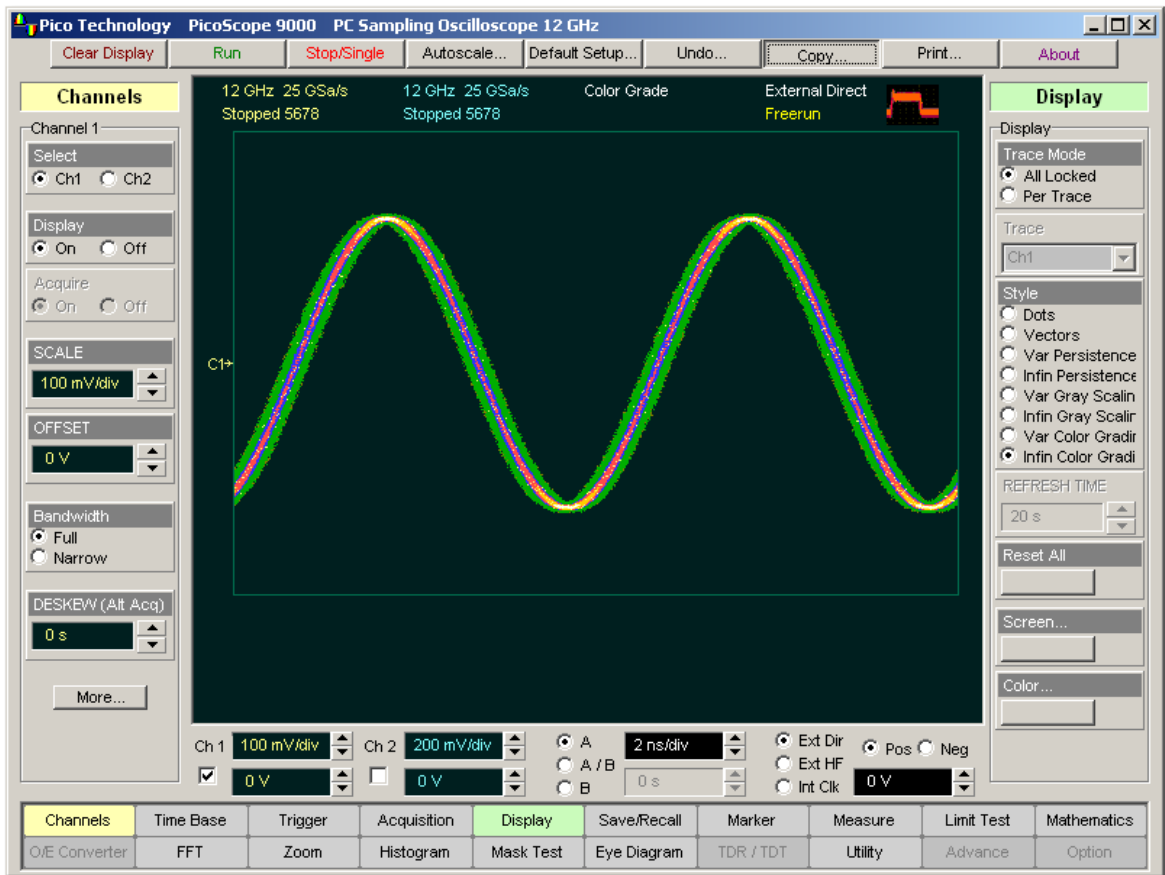 Pico Technology PicoScope 9000 PC Sampling Oscilloscope 12 GHz
Clear Display Run Stop/Single Autoscale... Default Setup... Undo... Copy... Print... About
Channels
Channel 1
Select
Ch1 Ch2
Display
On Off
Acquire
On Off
SCALE
100 mV/div
OFFSET
0 V
Bandwidth
Full
Narrow
DESKEW (Alt Acq)
0 s
More...
12 GHz 25 GSa/s 12 GHz 25 GSa/s Color Grade External Direct
Stopped 5678 Stopped 5678 Freerun
C1
Display
Display
Trace Mode
All Locked
Per Trace
Trace
Ch1
Style
Dots
Vectors
Var Persistence
Infin Persistence
Var Gray Scalin
Infin Gray Scalin
Var Color Gradin
Infin Color Gradi
REFRESH TIME
20 s
Reset All
Screen...
Color...
Ch 1 100 mV/div Ch 2 200 mV/div A 2 ns/div Ext Dir Pos Neg
A / B Ext HF
0 V 0 V B 0 s Int Clk 0 V
Channels Time Base Trigger Acquisition Display Save/Recall Marker Measure Limit Test Mathematics
O/E Converter FFT Zoom Histogram Mask Test Eye Diagram TDR / TDT Utility Advance Option